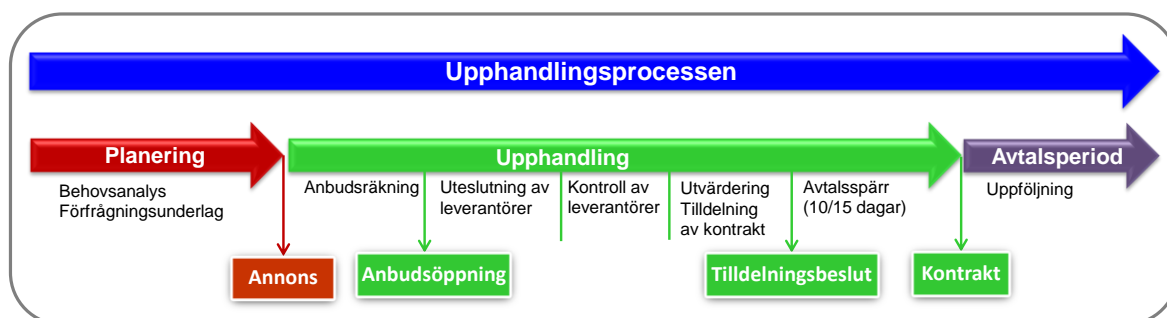 Upphandlingsprocessen
Planering
Upphandling
Avtalsperiod
Behovsanalys
Förfrågningsunderlag
Anbudsräkning
Uteslutning av
leverantörer
Kontroll av
leverantörer
Utvärdering
Tilldelning
av kontrakt
Avtalsspärr
(10/15 dagar)
Uppföljning
Annons
Anbudsöppning
Tilldelningsbeslut
Kontrakt